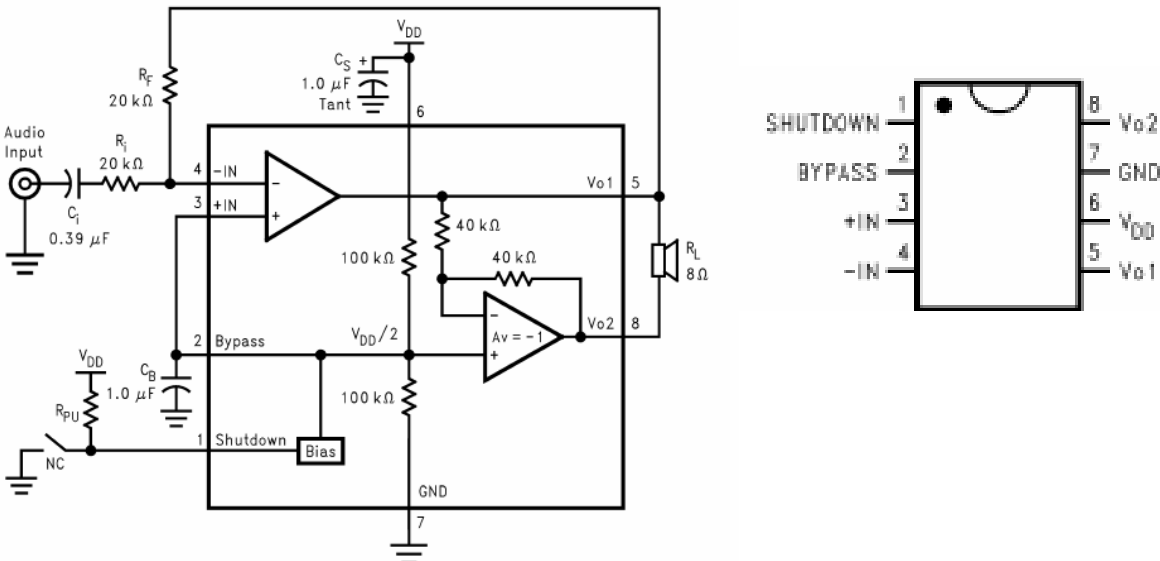 V_DD
C_S +
1.0 μF
Tant
R_F
20 kΩ
6
Audio
Input
R_i
20 kΩ
C_i
0.39 μF
4 -IN
3 +IN
-
+
Vo1 5
40 kΩ
40 kΩ
100 kΩ
R_L
8Ω
-
Av = -1
+
Vo2 8
V_DD/2
2 Bypass
C_B
1.0 μF
100 kΩ
V_DD
R_PU
1 Shutdown
Bias
NC
GND
7
SHUTDOWN 1
BYPASS 2
+IN 3
-IN 4
8 Vo2
7 GND
6 V_DD
5 Vo1